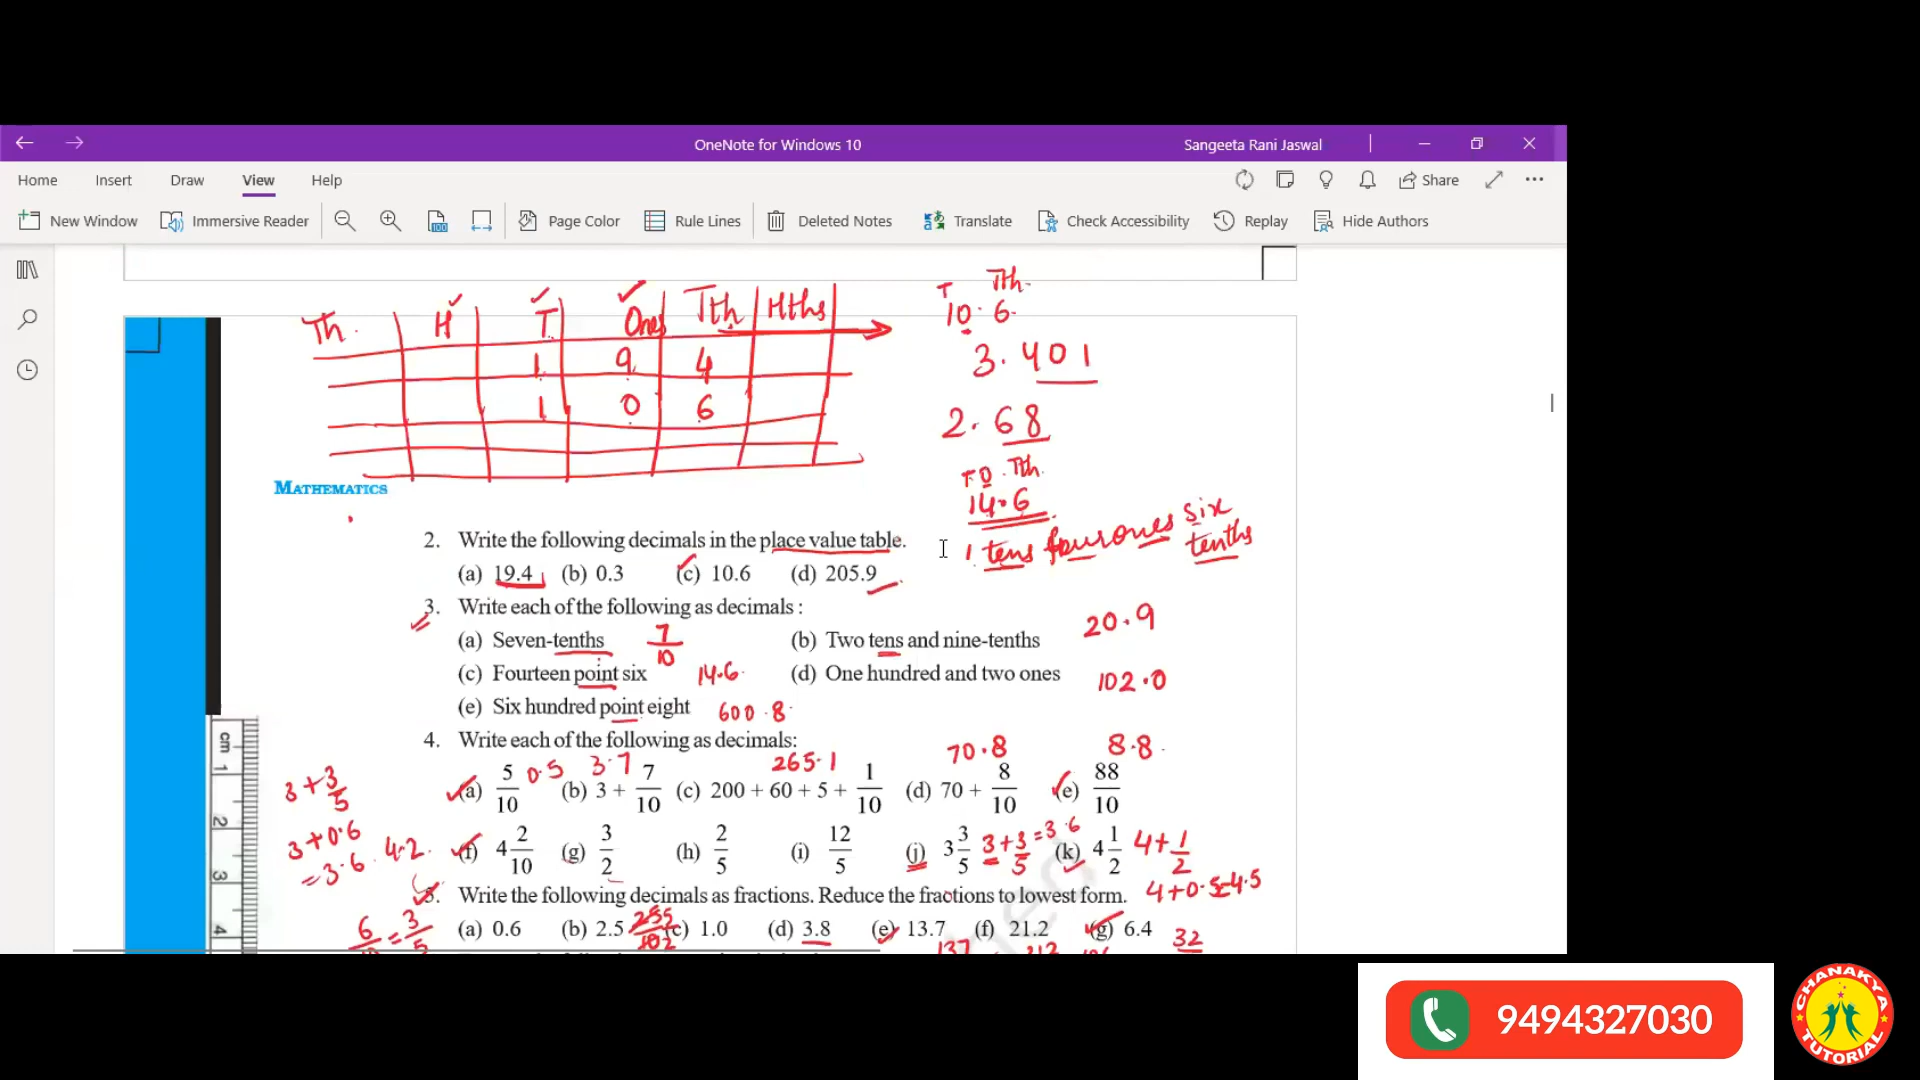 OneNote for Windows 10 Sangeeta Rani Jaswal
Home Insert Draw View Help Share
New Window Immersive Reader 100 Page Color Rule Lines Deleted Notes Translate Check Accessibility Replay Hide Authors
Th. H T Ones Tth Hths
1 9 4
1 0 6
T Tth.
10.6.
3.401
2.68
T O . Tth.
14.6
1 tens four ones six
tenths
MATHEMATICS
2. Write the following decimals in the place value table.
(a) 19.4 (b) 0.3 (c) 10.6 (d) 205.9
3. Write each of the following as decimals :
(a) Seven-tenths 7/10 (b) Two tens and nine-tenths 20.9
(c) Fourteen point six 14.6 (d) One hundred and two ones 102.0
(e) Six hundred point eight 600.8
4. Write each of the following as decimals:
(a) 5/10 0.5 (b) 3 + 7/10 3.7 (c) 200 + 60 + 5 + 1/10 265.1 (d) 70 + 8/10 70.8 (e) 88/10 8.8
3 + 3/5
3 + 0.6
= 3.6
4.2
(f) 4 2/10 (g) 3/2 (h) 2/5 (i) 12/5 (j) 3 3/5 3 + 3/5 = 3.6 (k) 4 1/2 4 + 1/2
4 + 0.5 = 4.5
5. Write the following decimals as fractions. Reduce the fractions to lowest form.
(a) 0.6 (b) 2.5 (c) 1.0 (d) 3.8 (e) 13.7 (f) 21.2 (g) 6.4
= 3/5
137 212 32
cm 1
2
3
4
9494327030
CHANAKYA
TUTORIAL